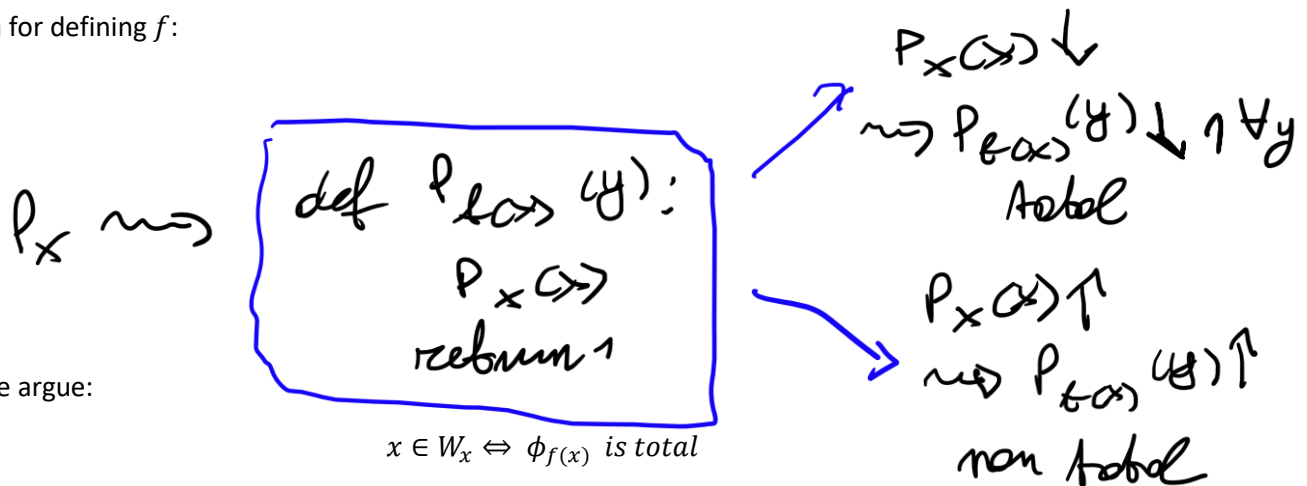 for defining f:
P_x(x) ↓
⇝ P_f(x) (y) ↓ 1 ∀y
total
P_x ⇝
def P_f(x) (y):
P_x(x)
return 1
P_x(x) ↑
⇝ P_f(x) (y) ↑
non total
e argue:
x ∈ W_x ⇔ ϕ_f(x) is total